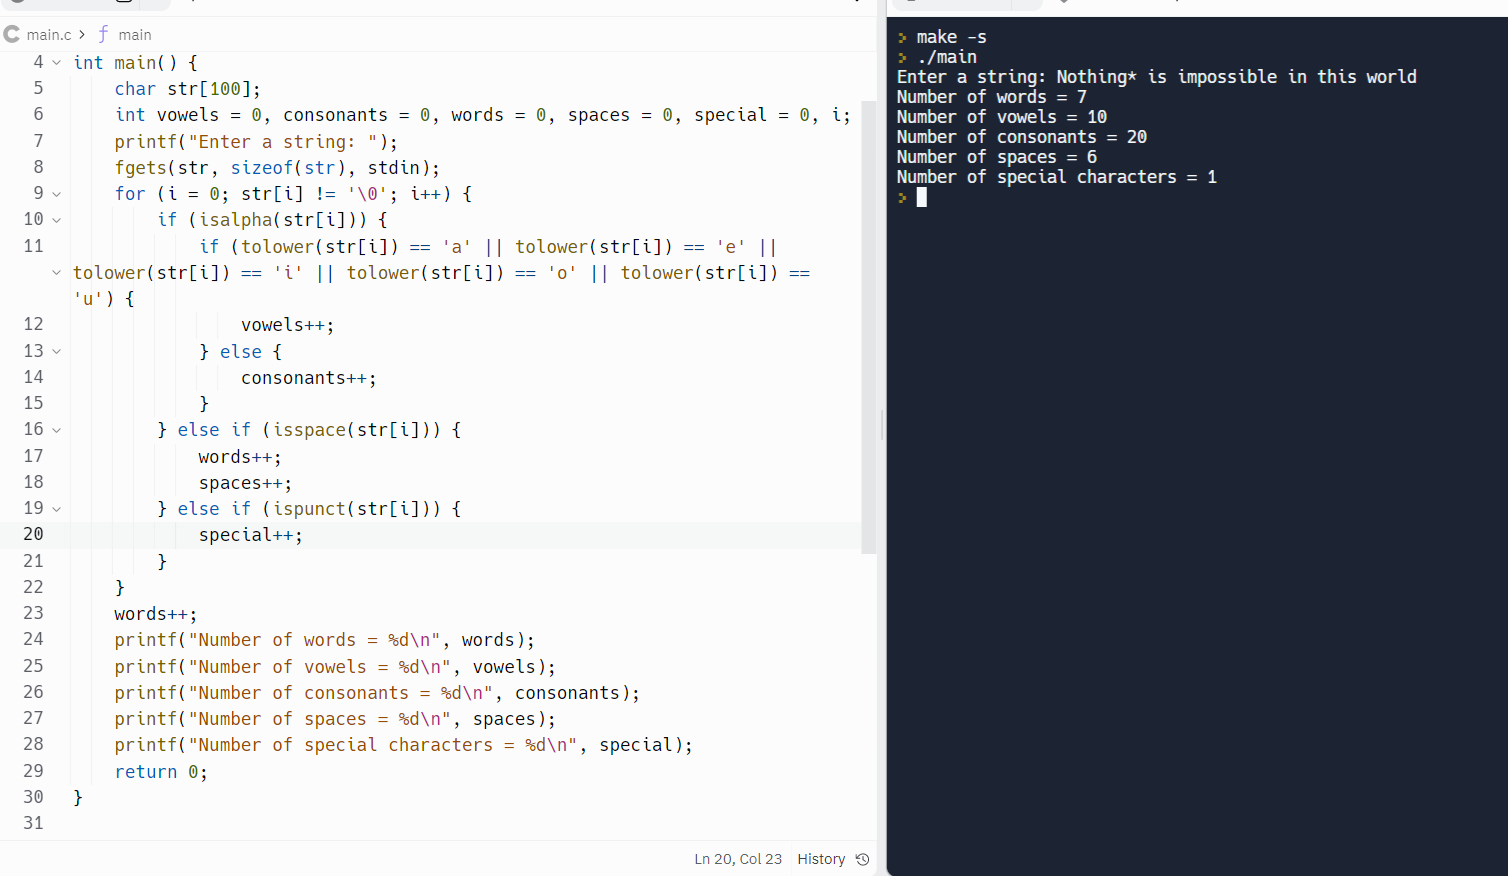 main.c > main
4 int main() {
5 char str[100];
6 int vowels = 0, consonants = 0, words = 0, spaces = 0, special = 0, i;
7 printf("Enter a string: ");
8 fgets(str, sizeof(str), stdin);
9 for (i = 0; str[i] != '\0'; i++) {
10 if (isalpha(str[i])) {
11 if (tolower(str[i]) == 'a' || tolower(str[i]) == 'e' ||
tolower(str[i]) == 'i' || tolower(str[i]) == 'o' || tolower(str[i]) ==
'u') {
12 vowels++;
13 } else {
14 consonants++;
15 }
16 } else if (isspace(str[i])) {
17 words++;
18 spaces++;
19 } else if (ispunct(str[i])) {
20 special++;
21 }
22 }
23 words++;
24 printf("Number of words = %d\n", words);
25 printf("Number of vowels = %d\n", vowels);
26 printf("Number of consonants = %d\n", consonants);
27 printf("Number of spaces = %d\n", spaces);
28 printf("Number of special characters = %d\n", special);
29 return 0;
30 }
31
Ln 20, Col 23 History
> make -s
> ./main
Enter a string: Nothing* is impossible in this world
Number of words = 7
Number of vowels = 10
Number of consonants = 20
Number of spaces = 6
Number of special characters = 1
>